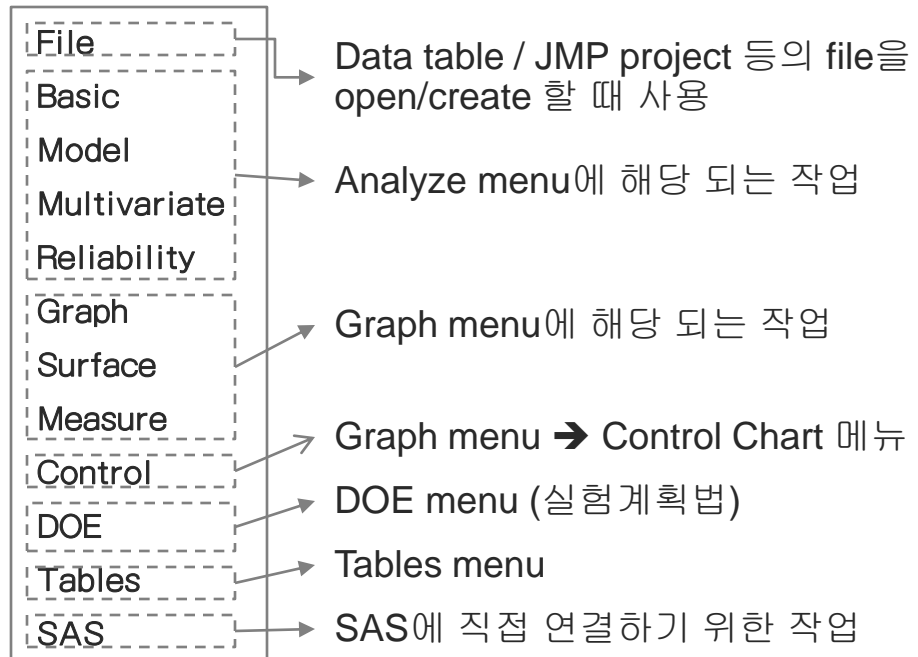 File
Data table / JMP project 등의 file을
open/create 할 때 사용
Basic
Model
Multivariate
Reliability
Analyze menu에 해당 되는 작업
Graph
Surface
Measure
Graph menu에 해당 되는 작업
Control
Graph menu ➔ Control Chart 메뉴
DOE
DOE menu (실험계획법)
Tables
Tables menu
SAS
SAS에 직접 연결하기 위한 작업